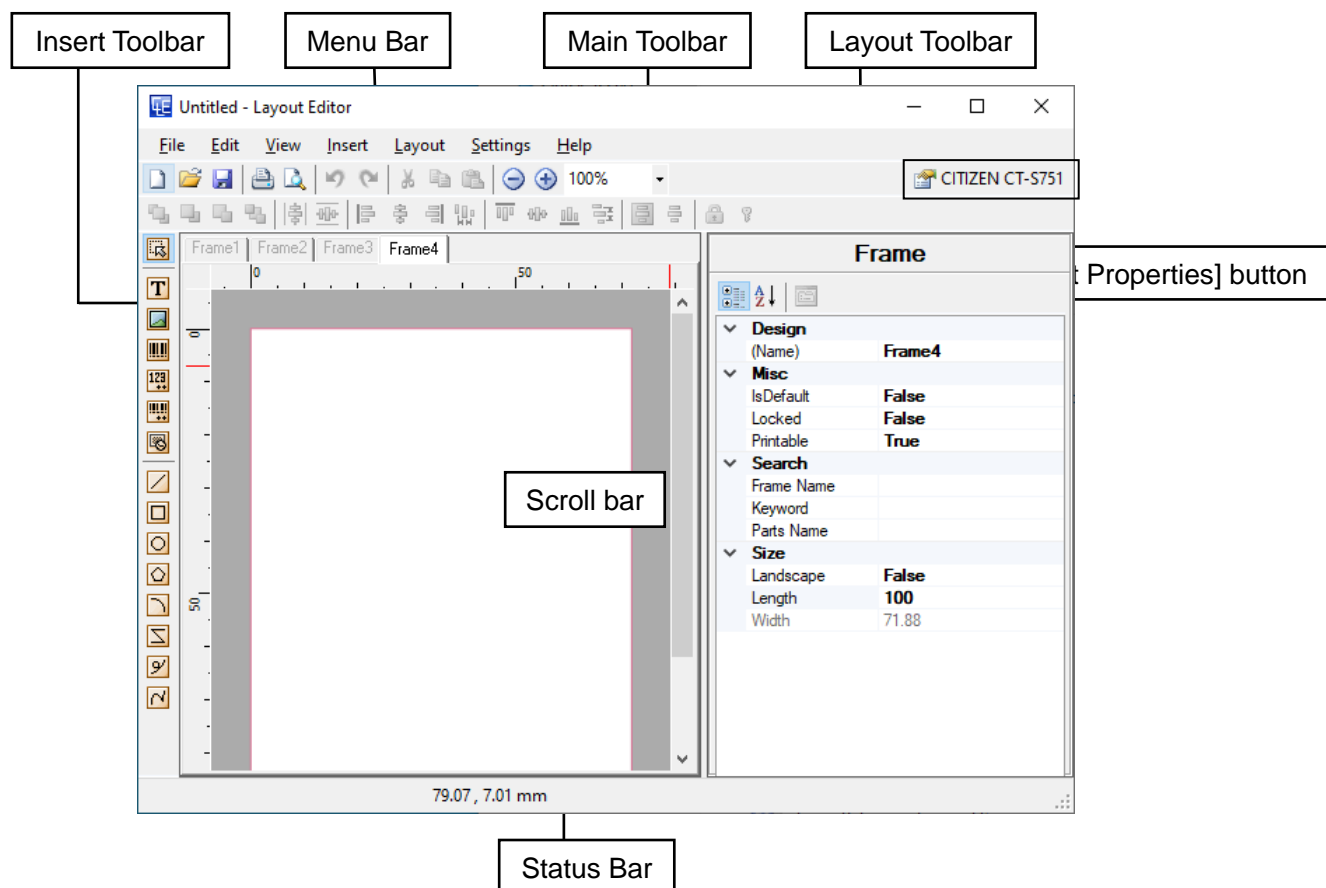 Insert Toolbar
Menu Bar
Main Toolbar
Layout Toolbar
Untitled - Layout Editor
File Edit View Insert Layout Settings Help
100%
CITIZEN CT-S751
Frame1 Frame2 Frame3 Frame4
Frame
t Properties] button
0 50
0
50
Design
(Name) Frame4
Misc
IsDefault False
Locked False
Printable True
Search
Frame Name
Keyword
Parts Name
Size
Landscape False
Length 100
Width 71.88
Scroll bar
79.07 , 7.01 mm
Status Bar